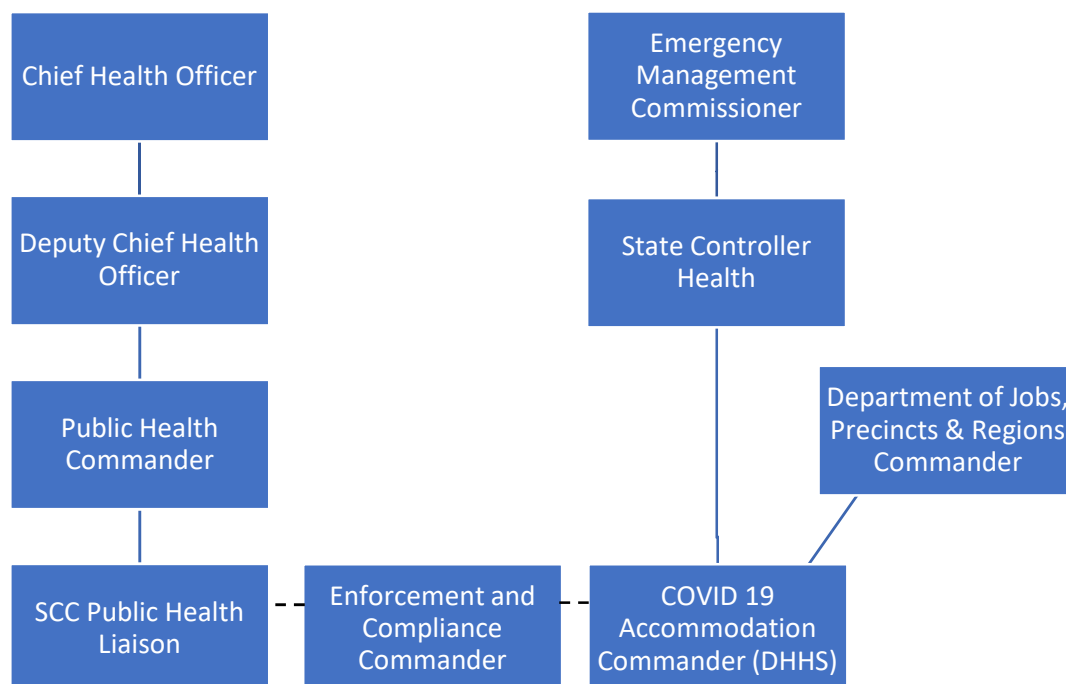 Chief Health Officer
Emergency
Management
Commissioner
Deputy Chief Health
Officer
State Controller
Health
Public Health
Commander
Department of Jobs,
Precincts & Regions
Commander
SCC Public Health
Liaison
Enforcement and
Compliance
Commander
COVID 19
Accommodation
Commander (DHHS)